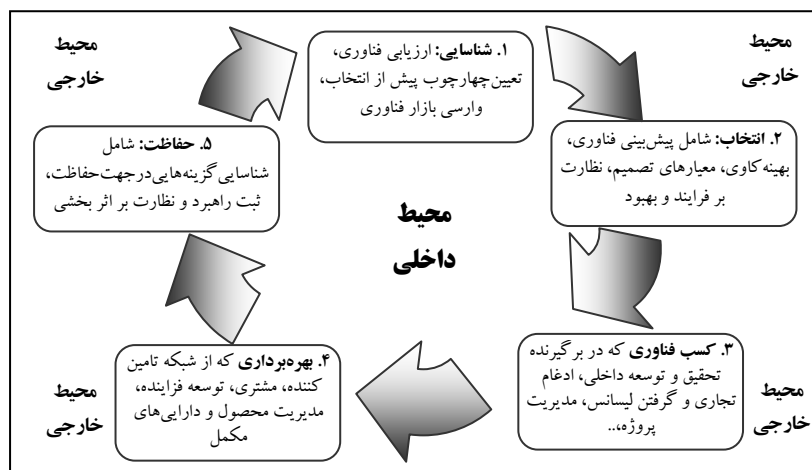 محیط
خارجی
۱. شناسایی: ارزیابی فناوری،
تعیین چهارچوب پیش از انتخاب،
وارسی بازار فناوری
محیط
خارجی
۲. انتخاب: شامل پیش‌بینی فناوری،
بهینه کاوی، معیارهای تصمیم، نظارت
بر فرایند و بهبود
۵. حفاظت: شامل
شناسایی گزینه‌هایی در جهت حفاظت،
ثبت راهبرد و نظارت بر اثر بخشی
محیط
داخلی
۳. کسب فناوری که در بر گیرنده
تحقیق و توسعه داخلی، ادغام
تجاری و گرفتن لیسانس، مدیریت
پروژه،..
۴. بهره‌برداری که از شبکه تامین
کننده، مشتری، توسعه فزاینده،
مدیریت محصول و دارایی‌های
مکمل
محیط
خارجی
محیط
خارجی